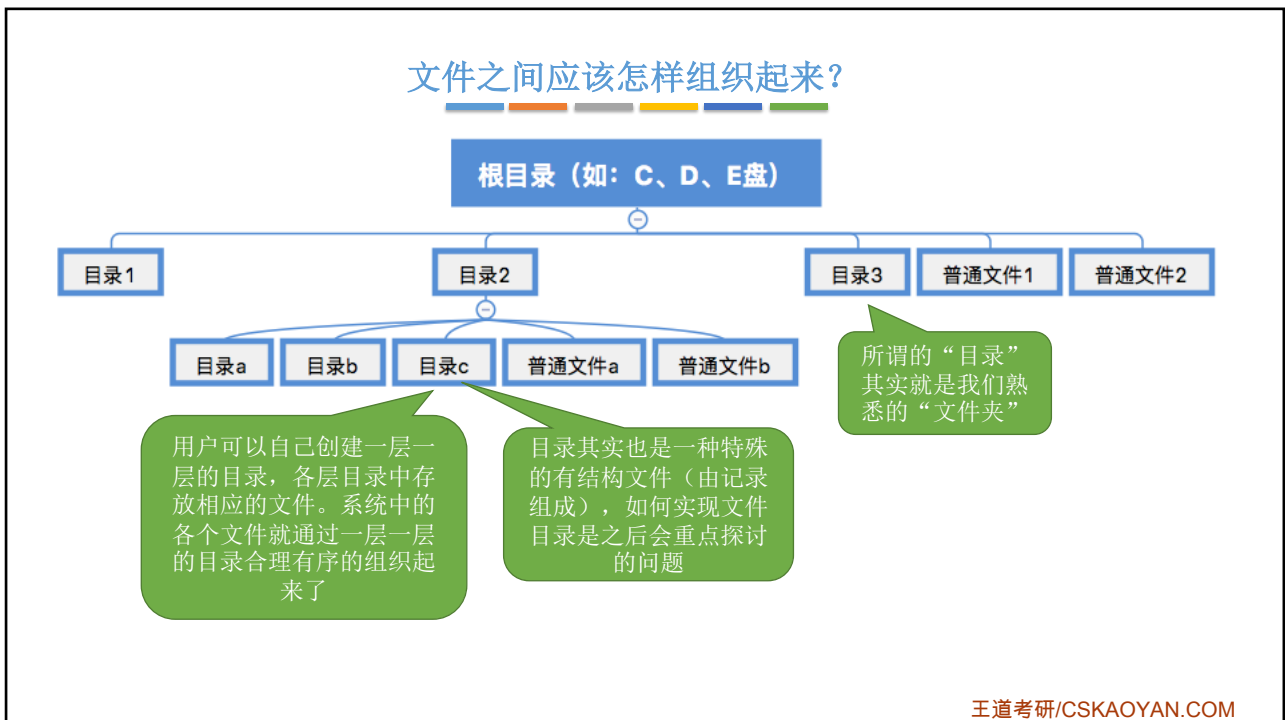 文件之间应该怎样组织起来？
根目录（如：C、D、E盘）
目录1
目录2
目录3
普通文件1
普通文件2
目录a
目录b
目录c
普通文件a
普通文件b
所谓的“目录”
其实就是我们熟
悉的“文件夹”
用户可以自己创建一层一
层的目录，各层目录中存
放相应的文件。系统中的
各个文件就通过一层一层
的目录合理有序的组织起
来了
目录其实也是一种特殊
的有结构文件（由记录
组成），如何实现文件
目录是之后会重点探讨
的问题
王道考研/CSKAOYAN.COM